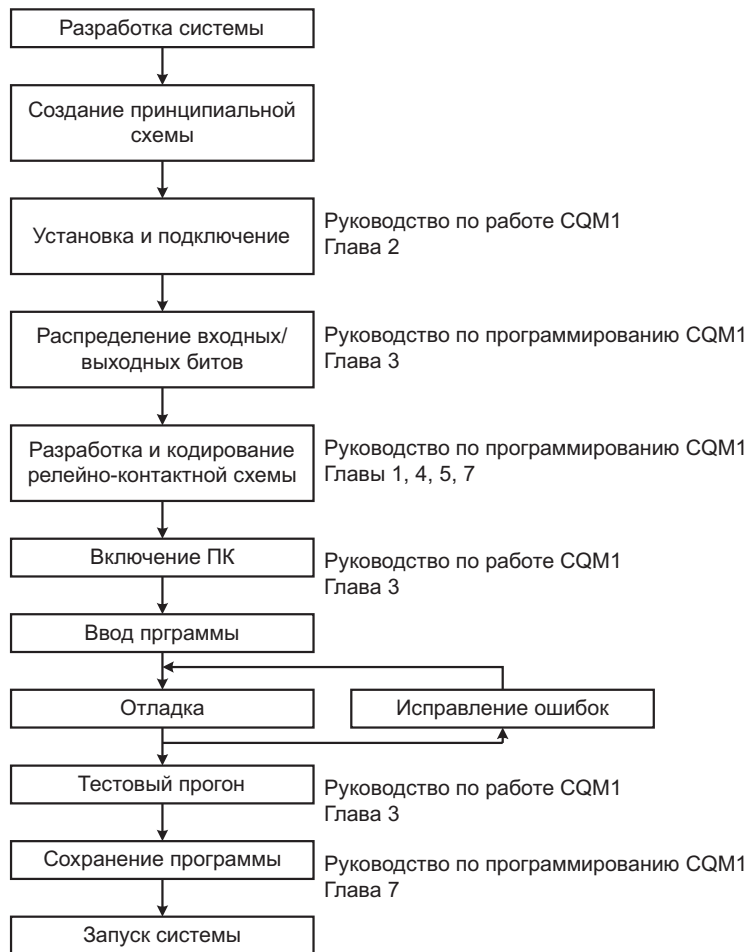 Разработка системы
Создание принципиальной
схемы
Установка и подключение
Руководство по работе CQM1
Глава 2
Распределение входных/
выходных битов
Руководство по программированию CQM1
Глава 3
Разработка и кодирование
релейно-контактной схемы
Руководство по программированию CQM1
Главы 1, 4, 5, 7
Включение ПК
Руководство по работе CQM1
Глава 3
Ввод прграммы
Отладка
Исправление ошибок
Тестовый прогон
Руководство по работе CQM1
Глава 3
Сохранение программы
Руководство по программированию CQM1
Глава 7
Запуск системы